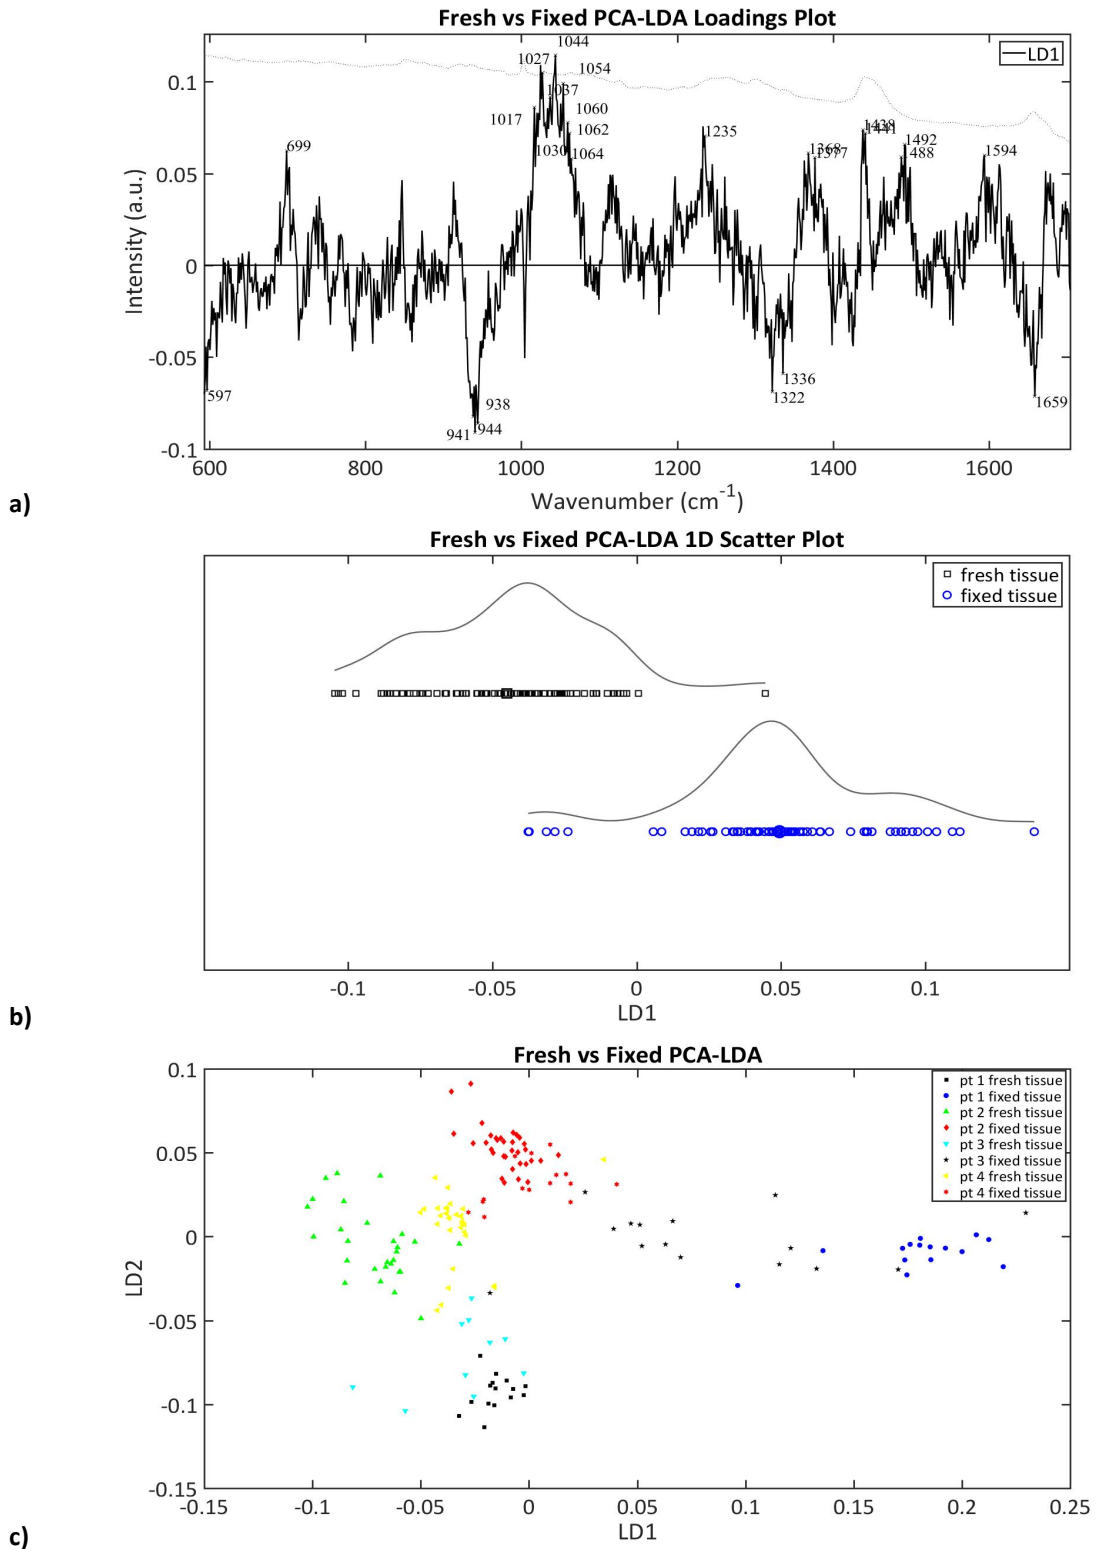 Fresh vs Fixed PCA-LDA Loadings Plot
LD1
1044
1027
1054
1037
1060
1017
1062
1030
1064
699
1235
1439
1441
1368
1377
1492
1488
1594
597
938
941
944
1336
1322
1659
0.1
0.05
0
-0.05
-0.1
Intensity (a.u.)
600 800 1000 1200 1400 1600
Wavenumber (cm-1)
a)
Fresh vs Fixed PCA-LDA 1D Scatter Plot
fresh tissue
fixed tissue
-0.1 -0.05 0 0.05 0.1
LD1
b)
Fresh vs Fixed PCA-LDA
pt 1 fresh tissue
pt 1 fixed tissue
pt 2 fresh tissue
pt 2 fixed tissue
pt 3 fresh tissue
pt 3 fixed tissue
pt 4 fresh tissue
pt 4 fixed tissue
0.1
0.05
0
-0.05
-0.1
-0.15
LD2
-0.15 -0.1 -0.05 0 0.05 0.1 0.15 0.2 0.25
LD1
c)